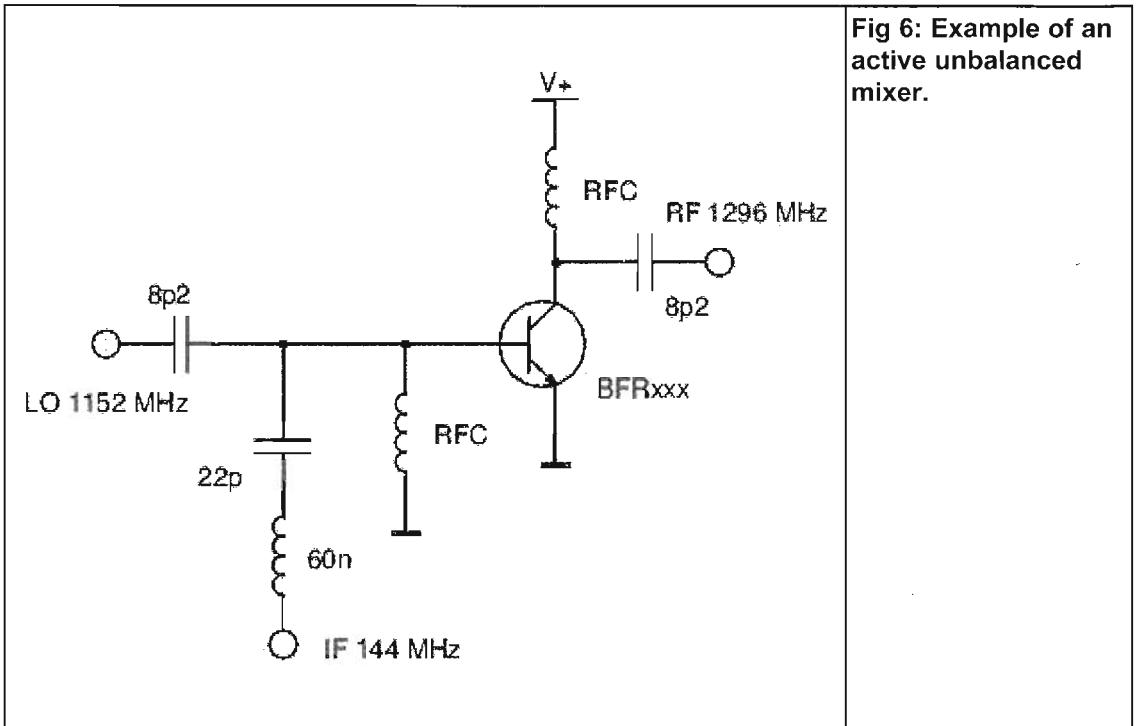 Fig 6: Example of an
active unbalanced
mixer.
V+
RFC
RF 1296 MHz
8p2
8p2
LO 1152 MHz
BFRxxx
RFC
22p
60n
IF 144 MHz